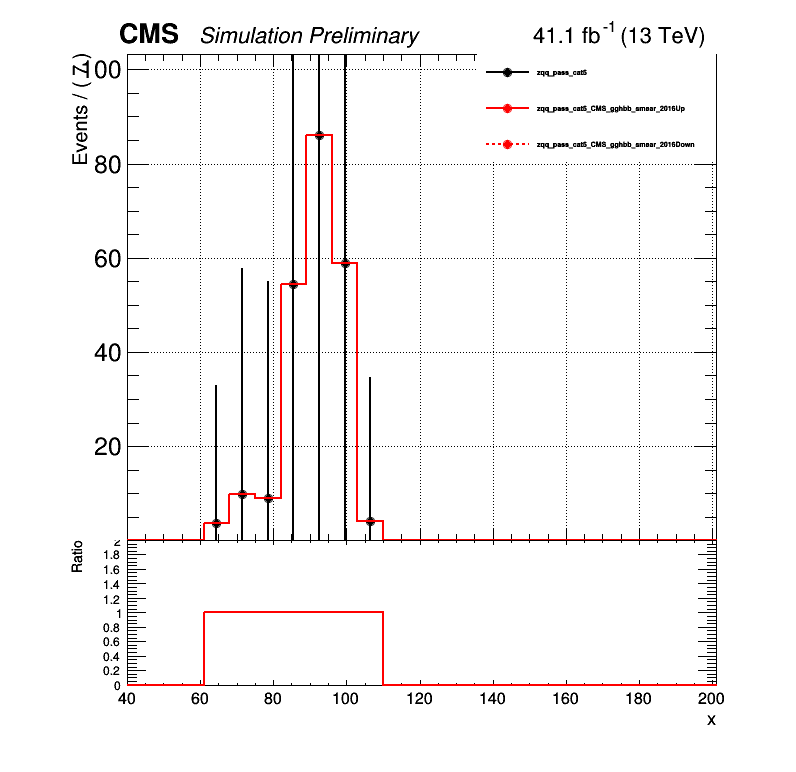 CMS Simulation Preliminary 41.1 fb-1 (13 TeV)
Events / ( 7. )
00
80
60
40
20
zqq_pass_cat5
zqq_pass_cat5_CMS_gghbb_smear_2016Up
zqq_pass_cat5_CMS_gghbb_smear_2016Down
Ratio
2
1.8
1.6
1.4
1.2
1
0.8
0.6
0.4
0.2
0
40 60 80 100 120 140 160 180 200
x